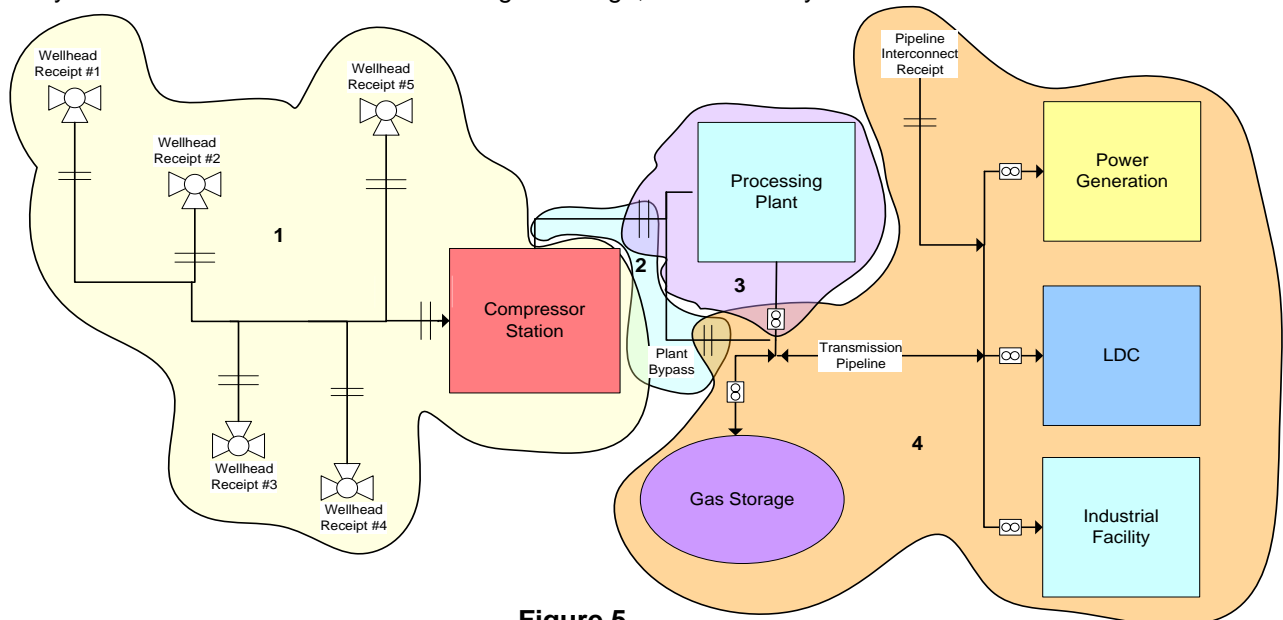 Wellhead
Receipt #1
Wellhead
Receipt #2
Wellhead
Receipt #5
1
Wellhead
Receipt #3
Wellhead
Receipt #4
Compressor
Station
2
Plant
Bypass
Processing
Plant
3
Pipeline
Interconnect
Receipt
Transmission
Pipeline
4
Gas Storage
Power
Generation
LDC
Industrial
Facility